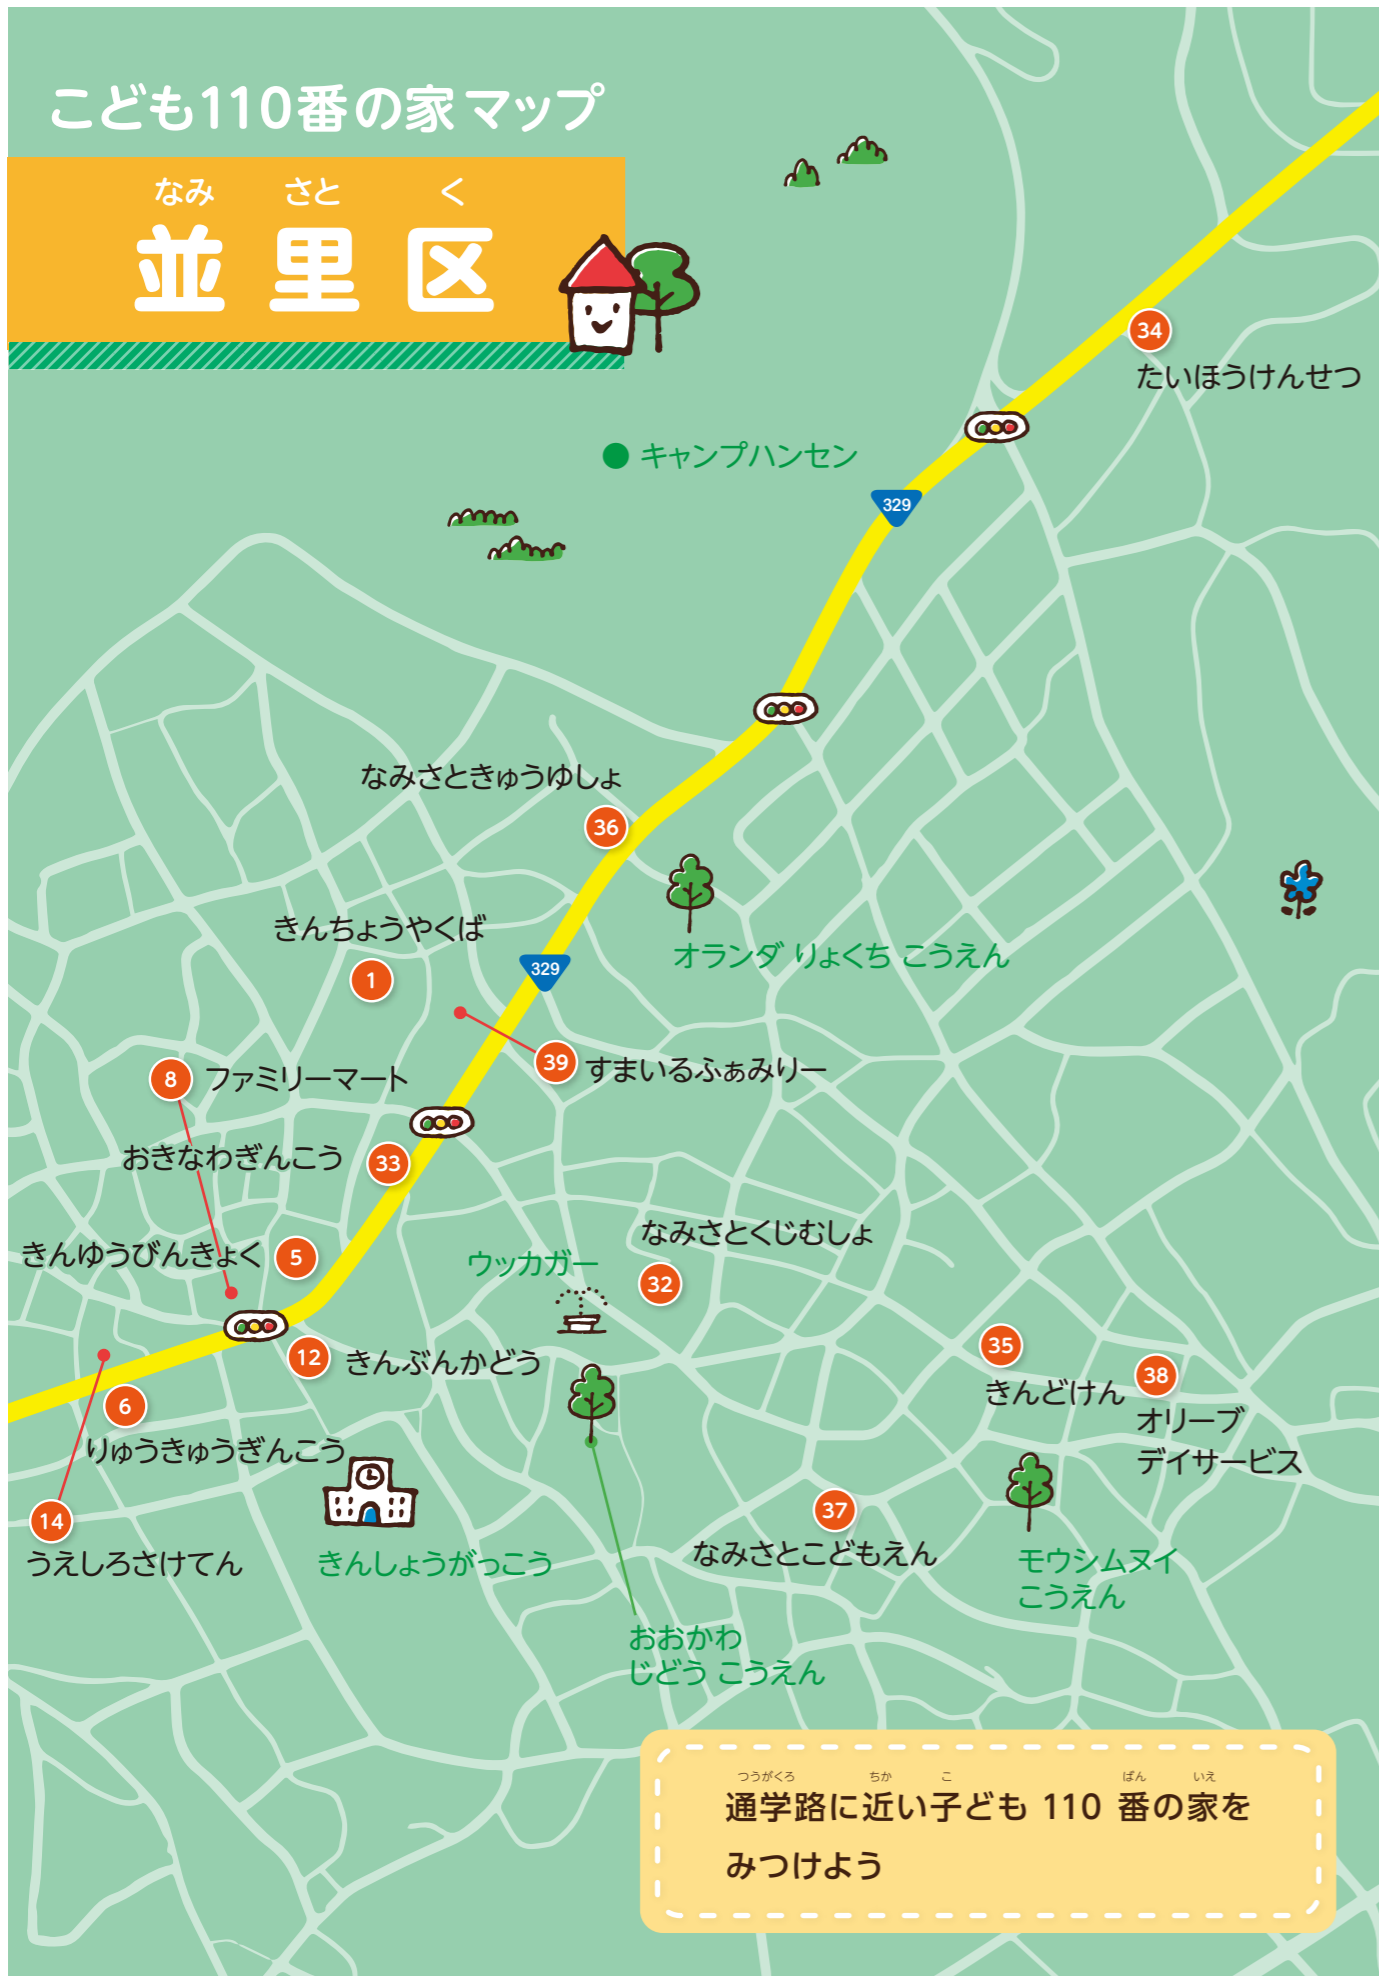 こども110番の家マップ
なみ さと く
並里区
34
たいほうけんせつ
キャンプハンセン
329
なみさときゅうゆしょ
36
きんちょうやくば
1
オランダ りょくち こうえん
329
39 すまいるふぁみりー
8 ファミリーマート
おきなわぎんこう 33
なみさとくじむしょ
32
きんゆうびんきょく 5
ウッカガー
12 きんぶんかどう
35
きんどけん
38
オリーブ
デイサービス
6
りゅうきゅうぎんこう
14
うえしろさけてん
きんしょうがっこう
37
なみさとこどもえん
モウシムヌイ
こうえん
おおかわ
じどう こうえん
つうがくろ ちか こ ばん いえ
通学路に近い子ども 110 番の家を
みつけよう